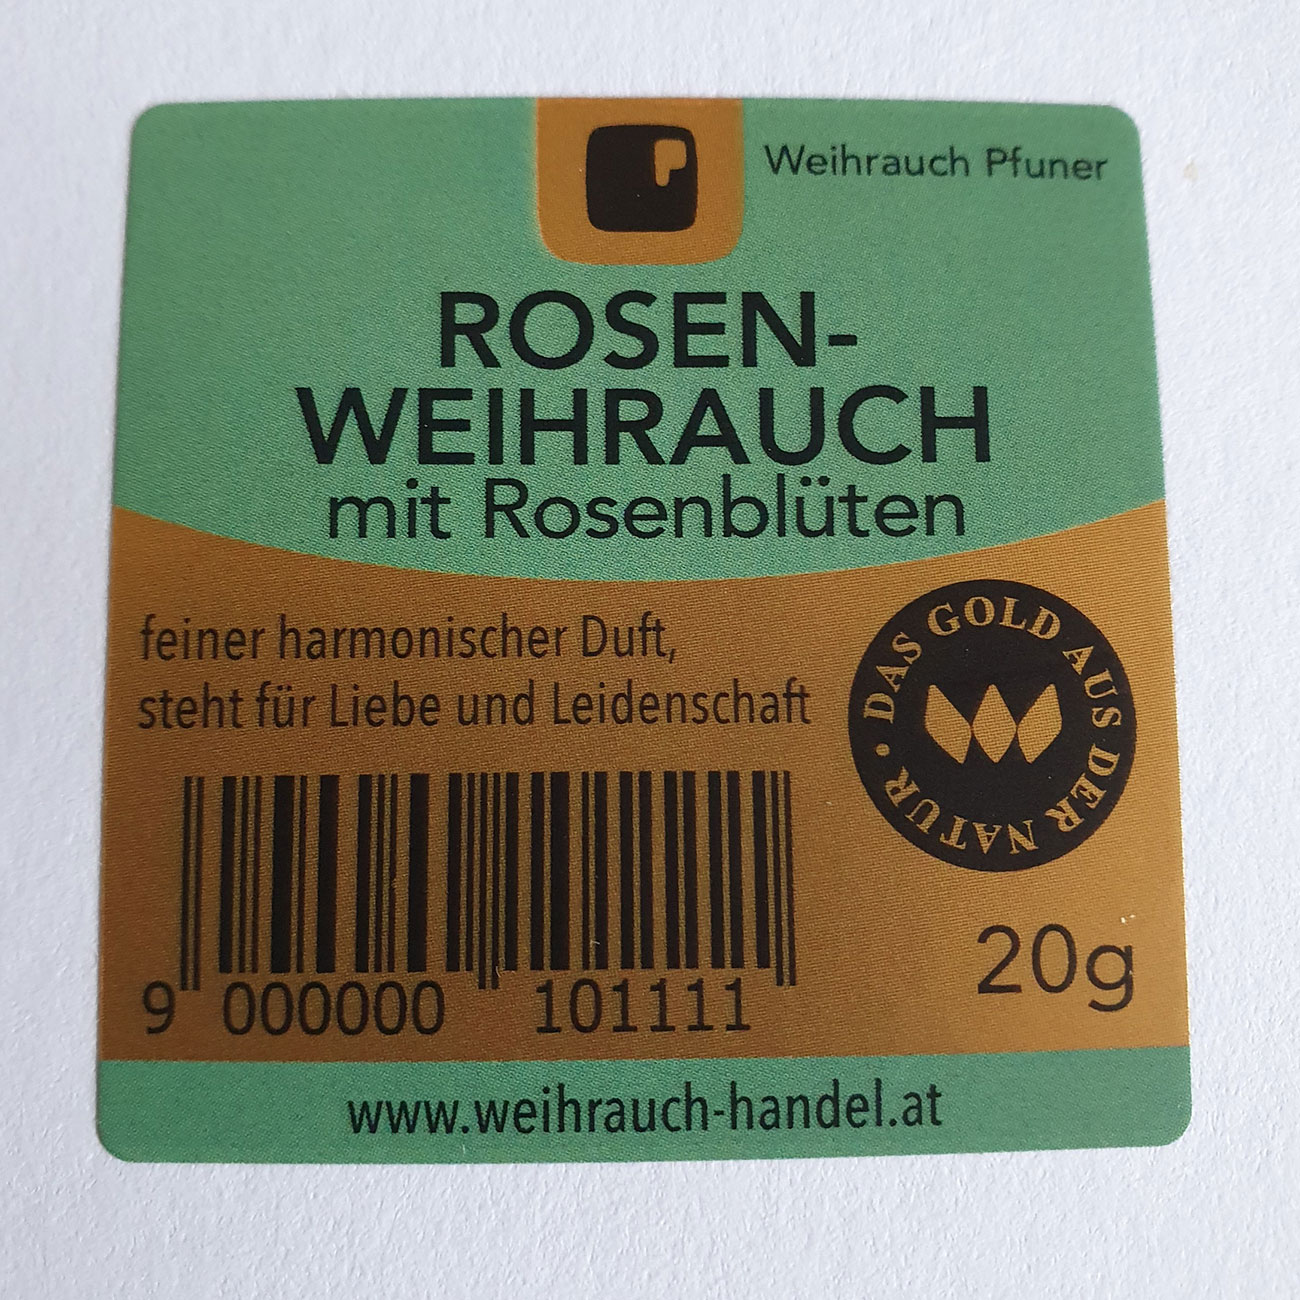 Weihrauch Pfuner
ROSEN-
WEIHRAUCH
mit Rosenblüten
feiner harmonischer Duft,
steht für Liebe und Leidenschaft
DAS GOLD AUS DER NATUR •
9 000000 101111
20g
www.weihrauch-handel.at